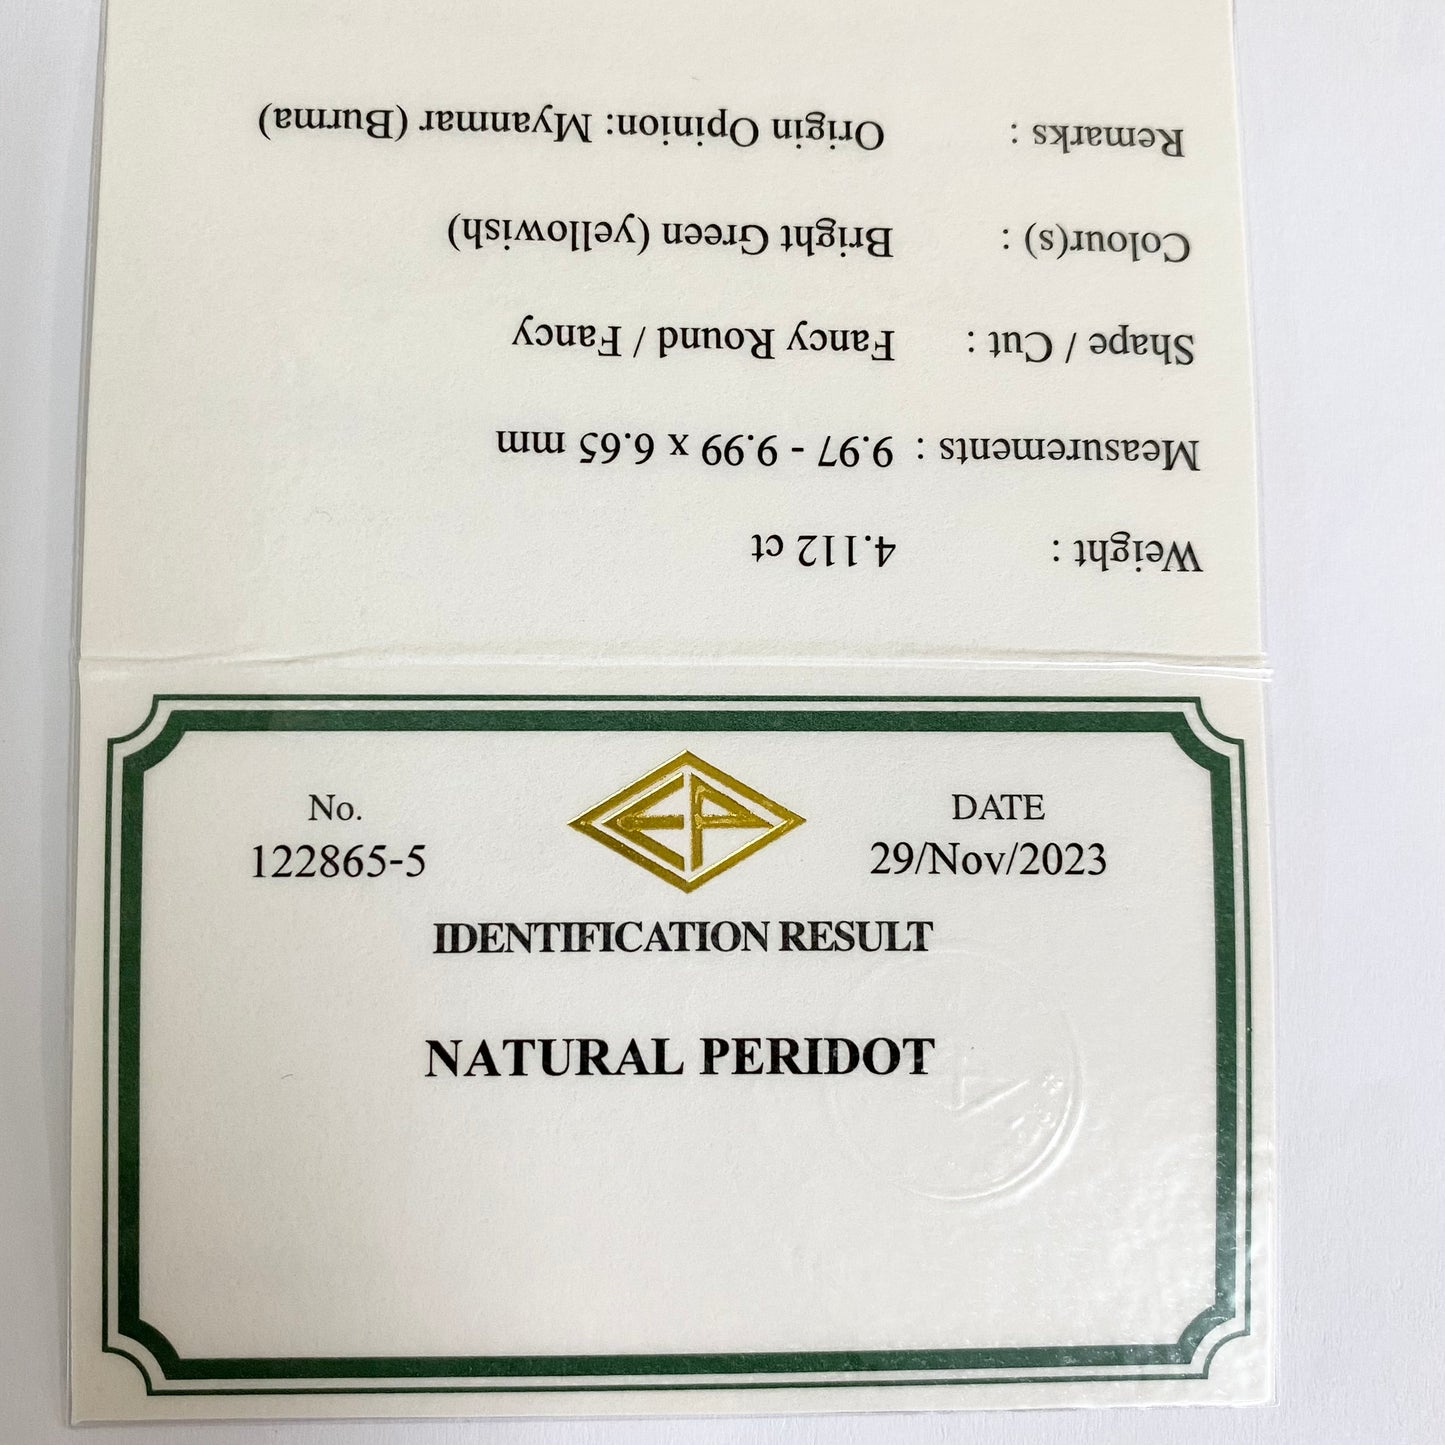 Weight : 4.112 ct
Measurements : 9.97 - 9.99 x 6.65 mm
Shape / Cut : Fancy Round / Fancy
Colour(s) : Bright Green (yellowish)
Remarks : Origin Opinion: Myanmar (Burma)
No.
122865-5
DATE
29/Nov/2023
IDENTIFICATION RESULT
NATURAL PERIDOT